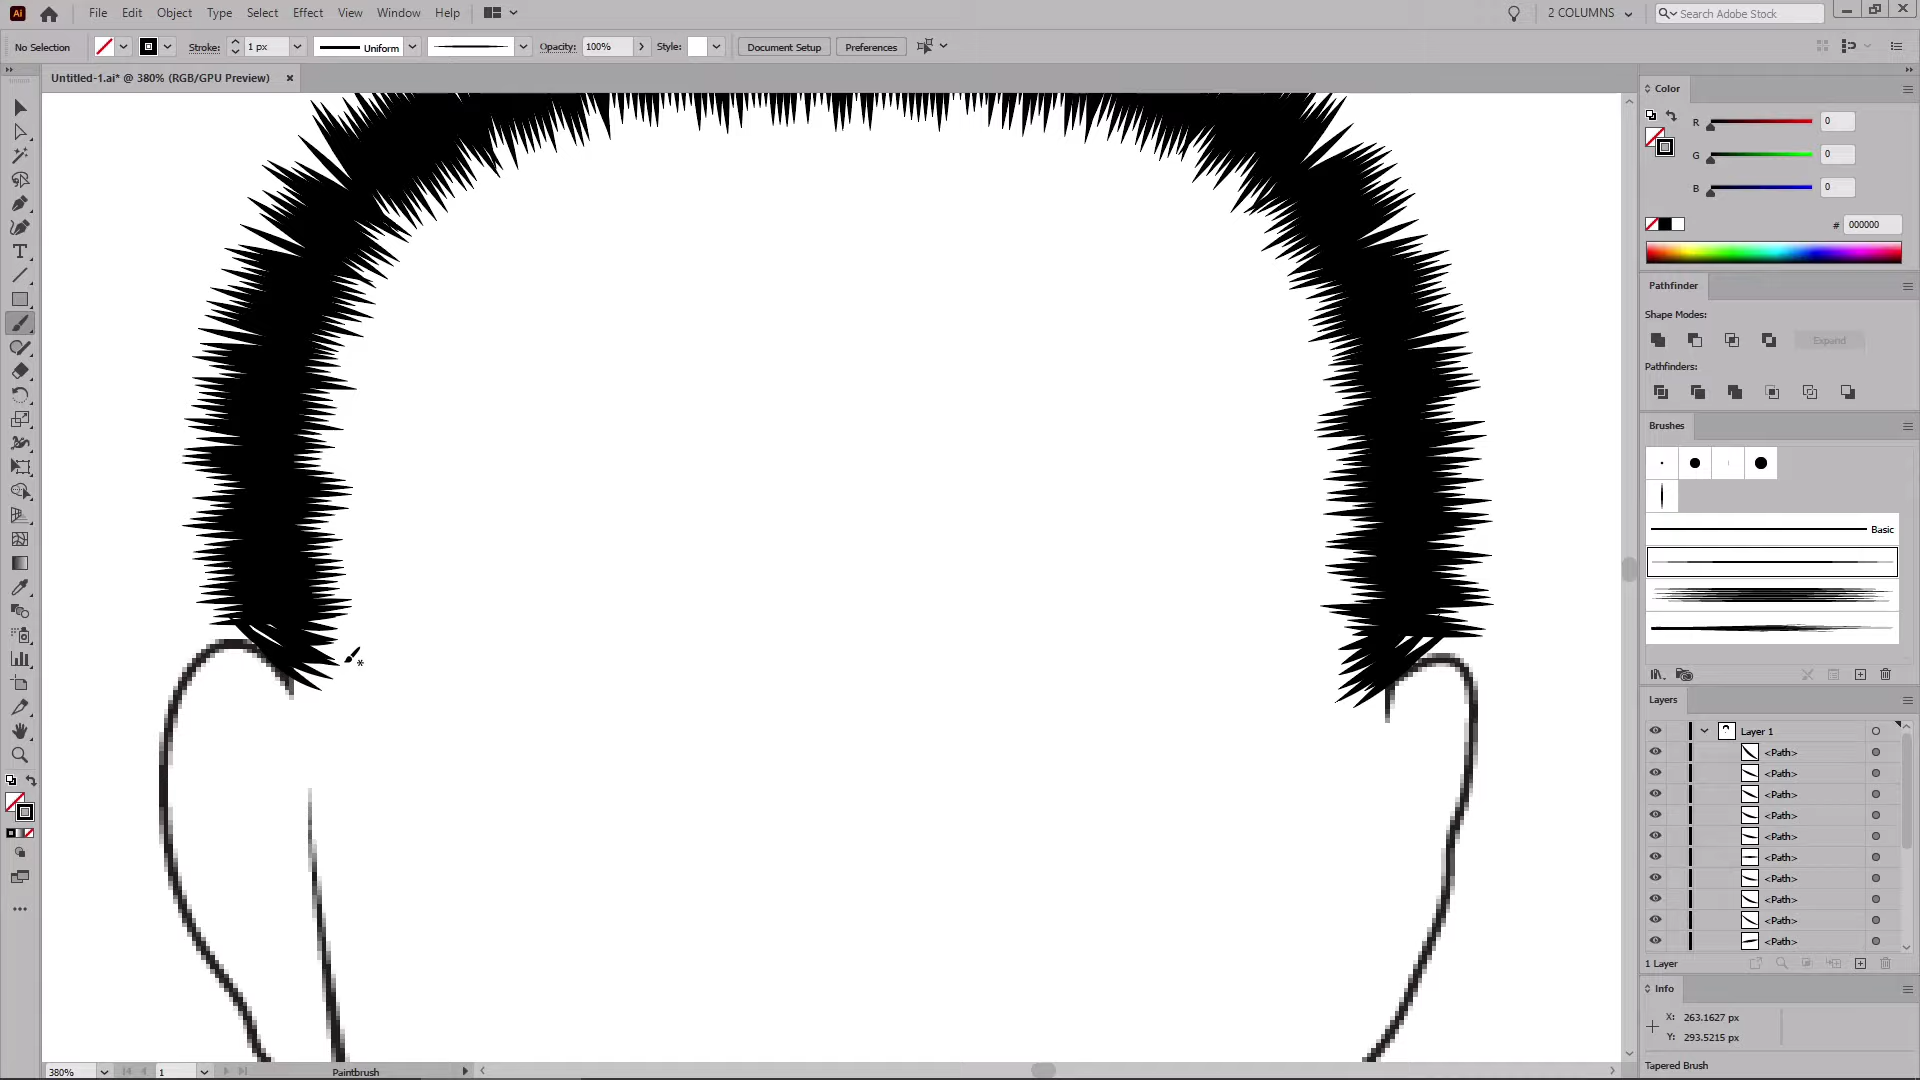 Ai File Edit Object Type Select Effect View Window Help 2 COLUMNS Search Adobe Stock
No Selection Stroke: 1 px Uniform Opacity: 100% Style: Document Setup Preferences
Untitled-1.ai* @ 380% (RGB/GPU Preview)
Color
R 0
G 0
B 0
# 000000
Pathfinder
Shape Modes:
Expand
Pathfinders:
Brushes
Basic
Layers
Layer 1
<Path>
<Path>
<Path>
<Path>
<Path>
<Path>
<Path>
<Path>
<Path>
<Path>
1 Layer
Info
X: 263.1627 px
Y: 293.5215 px
Tapered Brush
380% 1 Paintbrush